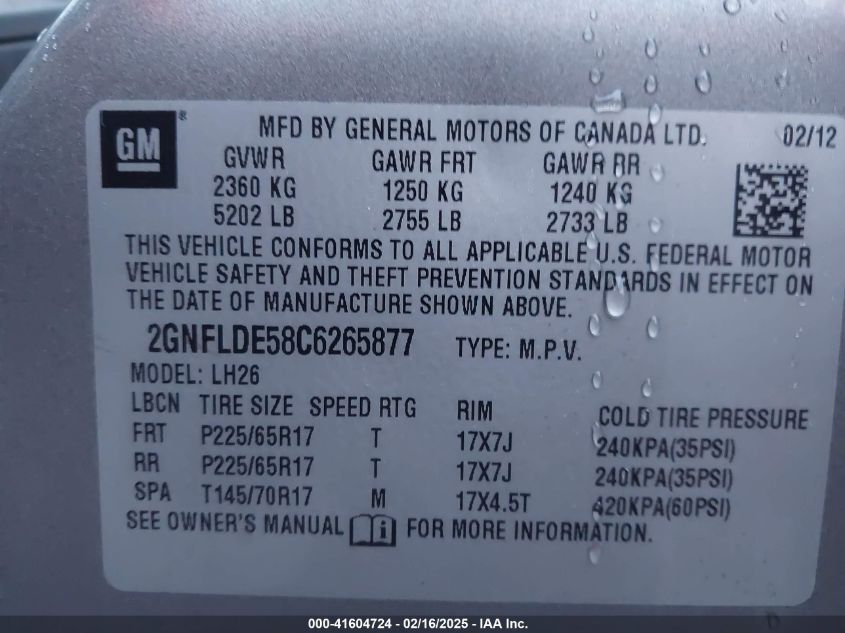 GM ® MFD BY GENERAL MOTORS OF CANADA LTD. 02/12
GVWR GAWR FRT GAWR RR
2360 KG 1250 KG 1240 KG
5202 LB 2755 LB 2733 LB
THIS VEHICLE CONFORMS TO ALL APPLICABLE U.S. FEDERAL MOTOR
VEHICLE SAFETY AND THEFT PREVENTION STANDARDS IN EFFECT ON
THE DATE OF MANUFACTURE SHOWN ABOVE.
2GNFLDE58C6265877 TYPE: M.P.V.
MODEL: LH26
LBCN TIRE SIZE SPEED RTG RIM COLD TIRE PRESSURE
FRT P225/65R17 T 17X7J 240KPA(35PSI)
RR P225/65R17 T 17X7J 240KPA(35PSI)
SPA T145/70R17 M 17X4.5T 420KPA(60PSI)
SEE OWNER'S MANUAL i FOR MORE INFORMATION.
000-41604724 - 02/16/2025 - IAA Inc.